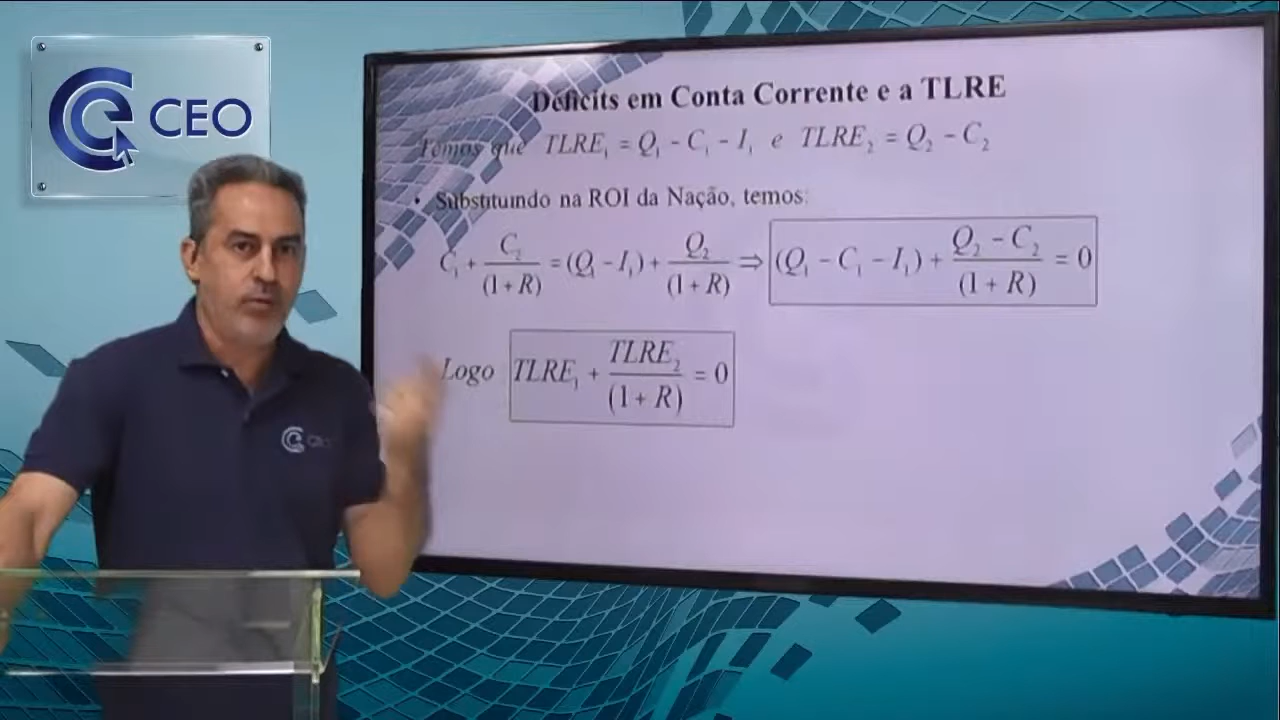 CEO
Déficits em Conta Corrente e a TLRE
Temos que TLRE₁ = Q₁ - C₁ - I₁ e TLRE₂ = Q₂ - C₂
• Substituindo na ROI da Nação, temos:
C₁ + C₂/(1+R) = (Q₁ - I₁) + Q₂/(1+R) ⇒ (Q₁ - C₁ - I₁) + (Q₂ - C₂)/(1+R) = 0
Logo TLRE₁ + TLRE₂/(1+R) = 0